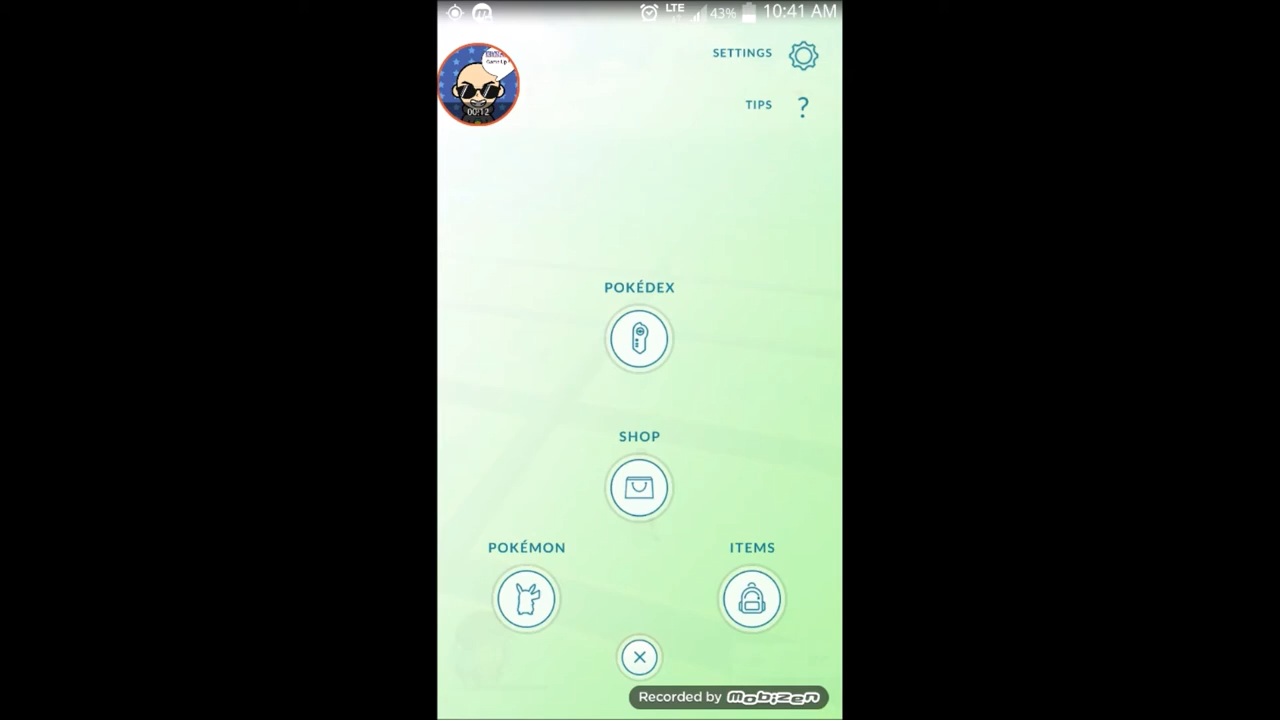 LTE 43% 10:41 AM
SETTINGS
TIPS ?
00:12
POKÉDEX
SHOP
POKÉMON
ITEMS
Recorded by mobizen